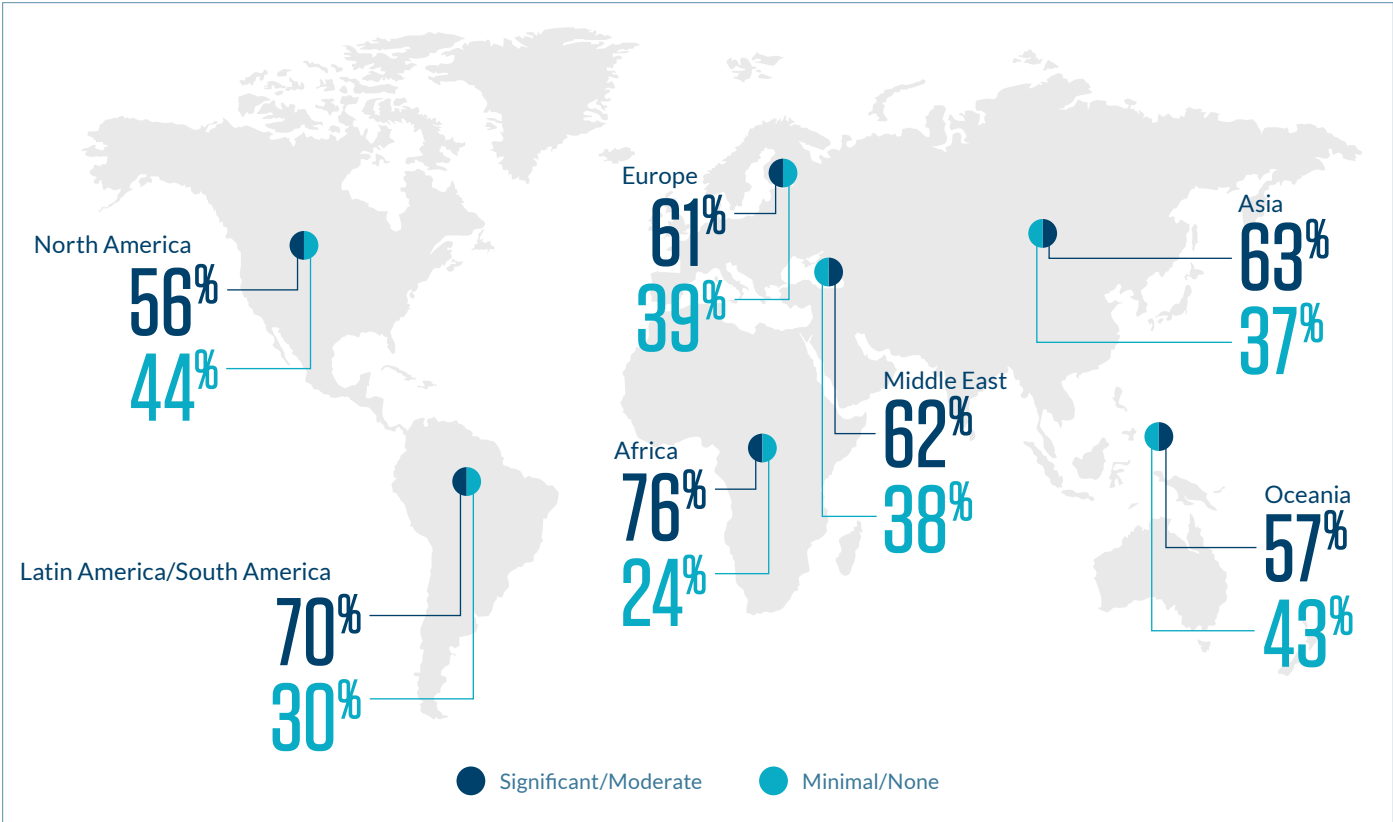 North America
56%
44%
Latin America/South America
70%
30%
Europe
61%
39%
Africa
76%
24%
Middle East
62%
38%
Asia
63%
37%
Oceania
57%
43%
Significant/Moderate
Minimal/None